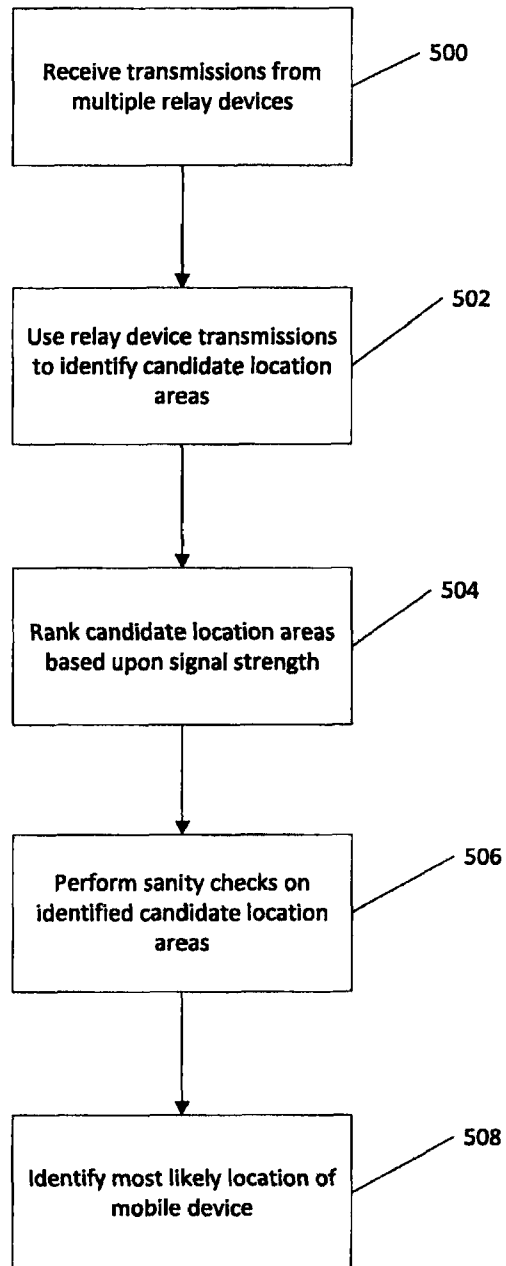 Receive transmissions from
multiple relay devices
500
Use relay device transmissions
to identify candidate location
areas
502
Rank candidate location areas
based upon signal strength
504
Perform sanity checks on
identified candidate location
areas
506
Identify most likely location of
mobile device
508